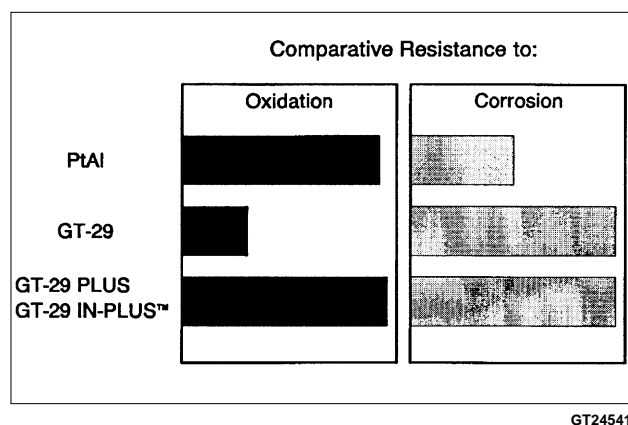 Comparative Resistance to:
Oxidation
Corrosion
PtAl
GT-29
GT-29 PLUS
GT-29 IN-PLUS™
GT24541